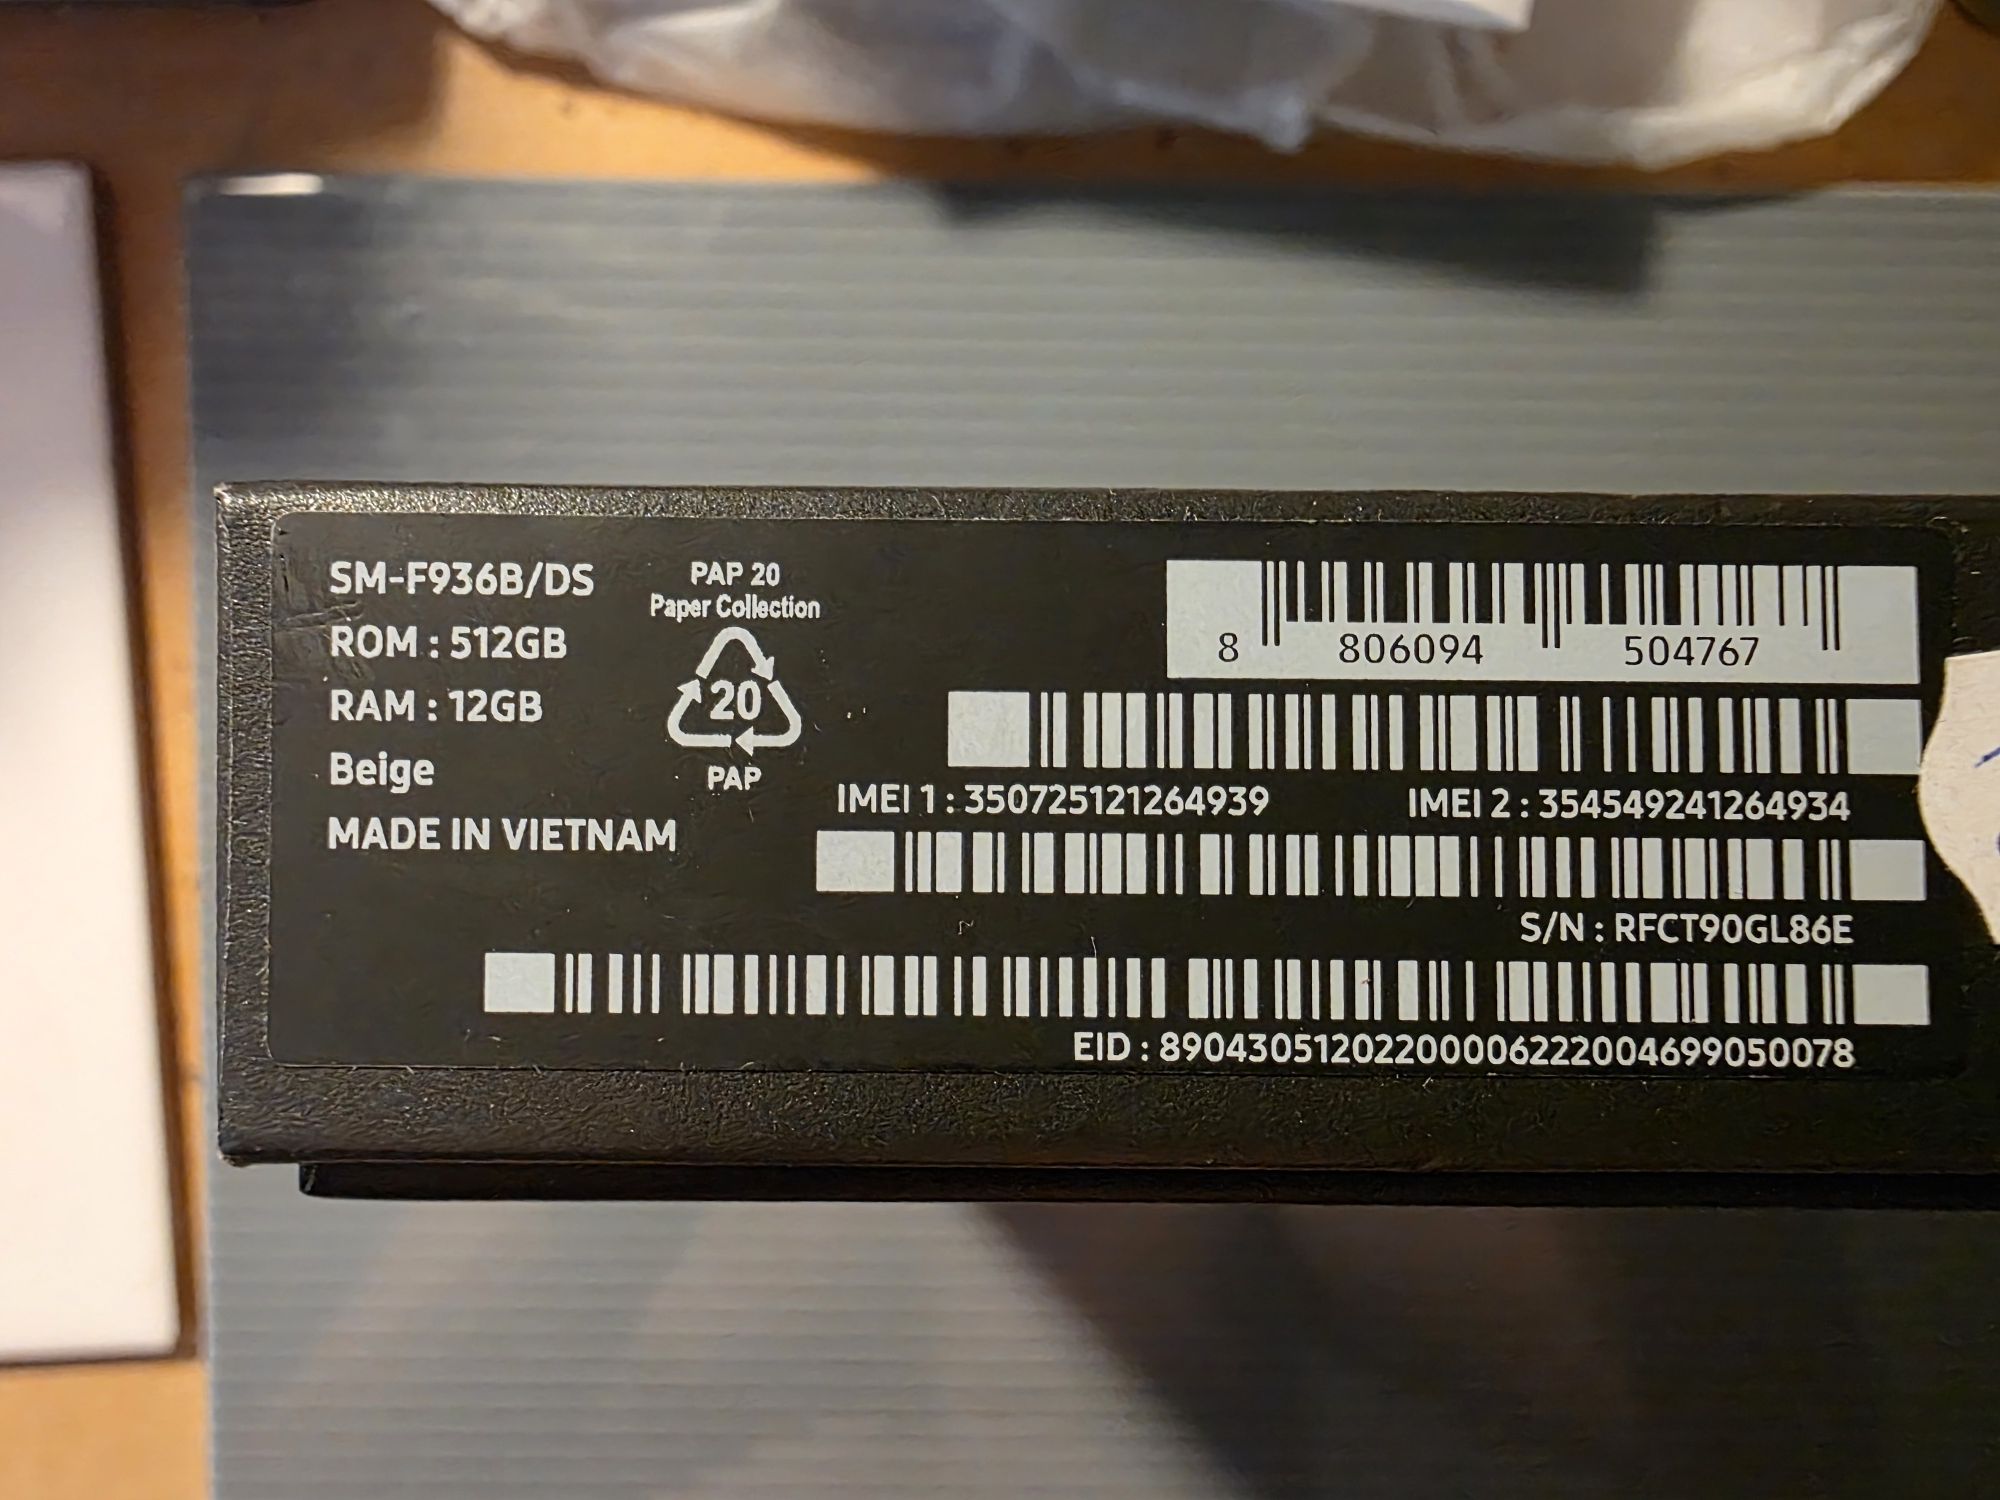 SM-F936B/DS
ROM : 512GB
RAM : 12GB
Beige
MADE IN VIETNAM
PAP 20
Paper Collection
20
PAP
8 806094 504767
IMEI 1 : 350725121264939 IMEI 2 : 354549241264934
S/N : RFCT90GL86E
EID : 89043051202200006222004699050078